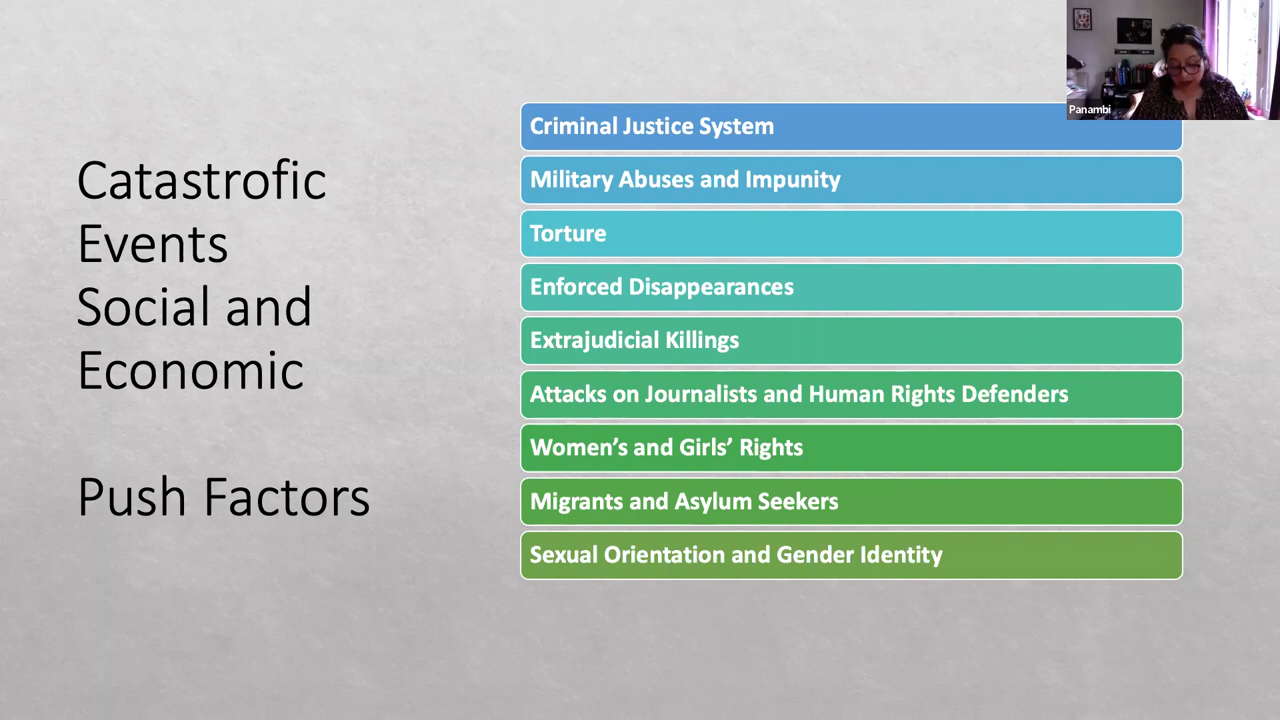 Catastrofic
Events
Social and
Economic
Push Factors
Criminal Justice System
Military Abuses and Impunity
Torture
Enforced Disappearances
Extrajudicial Killings
Attacks on Journalists and Human Rights Defenders
Women’s and Girls’ Rights
Migrants and Asylum Seekers
Sexual Orientation and Gender Identity
Panambi